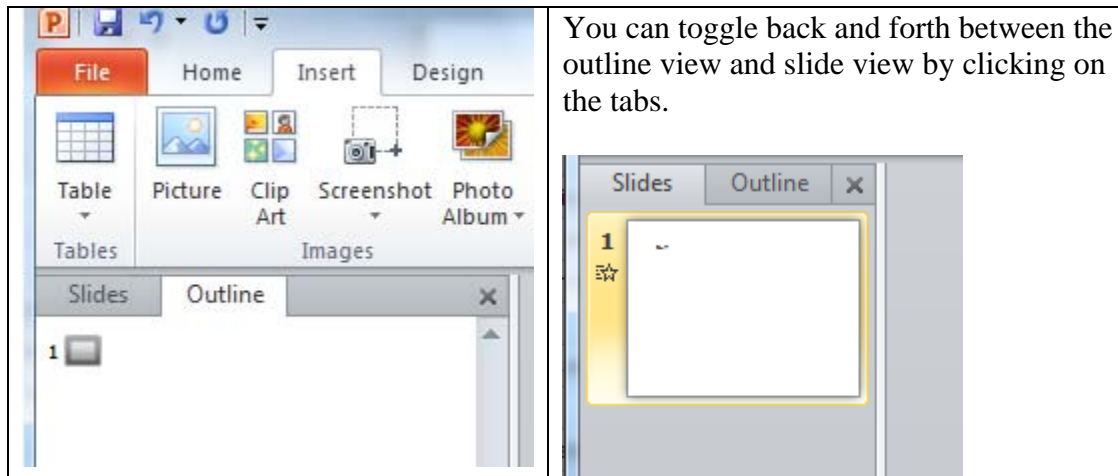 P
File Home Insert Design
Table Picture Clip Art Screenshot Photo Album
Tables Images
Slides Outline
1
You can toggle back and forth between the
outline view and slide view by clicking on
the tabs.
Slides Outline
1